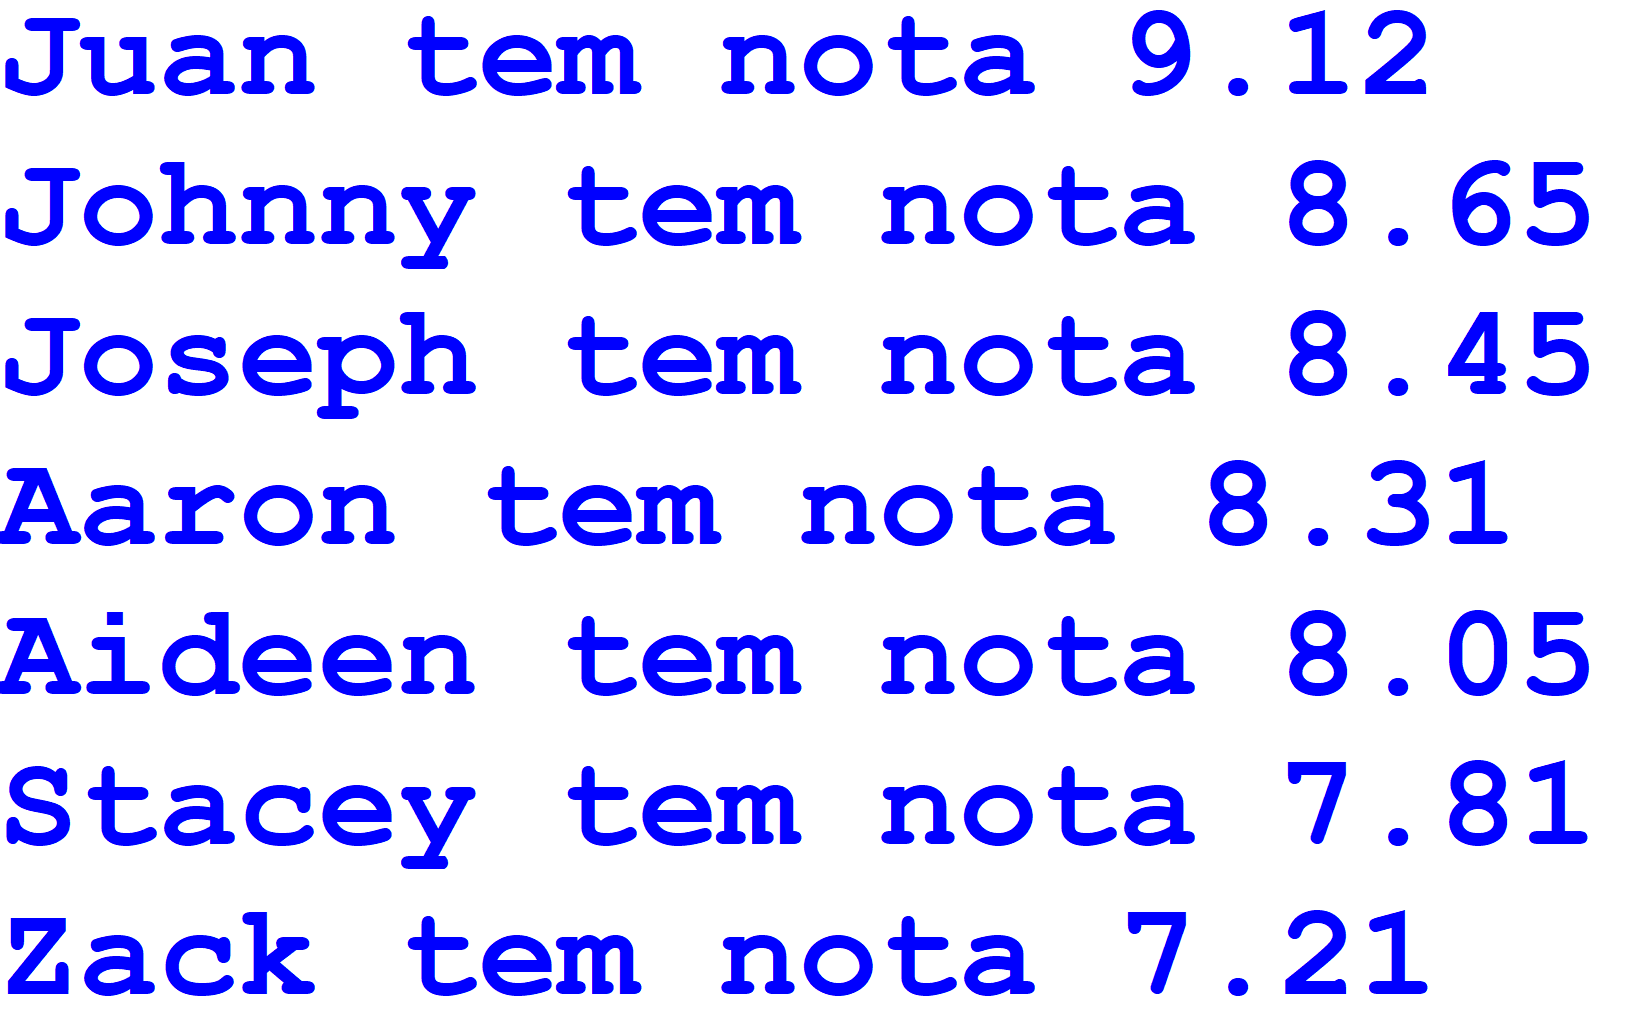 Juan tem nota 9.12
Johnny tem nota 8.65
Joseph tem nota 8.45
Aaron tem nota 8.31
Aideen tem nota 8.05
Stacey tem nota 7.81
Zack tem nota 7.21